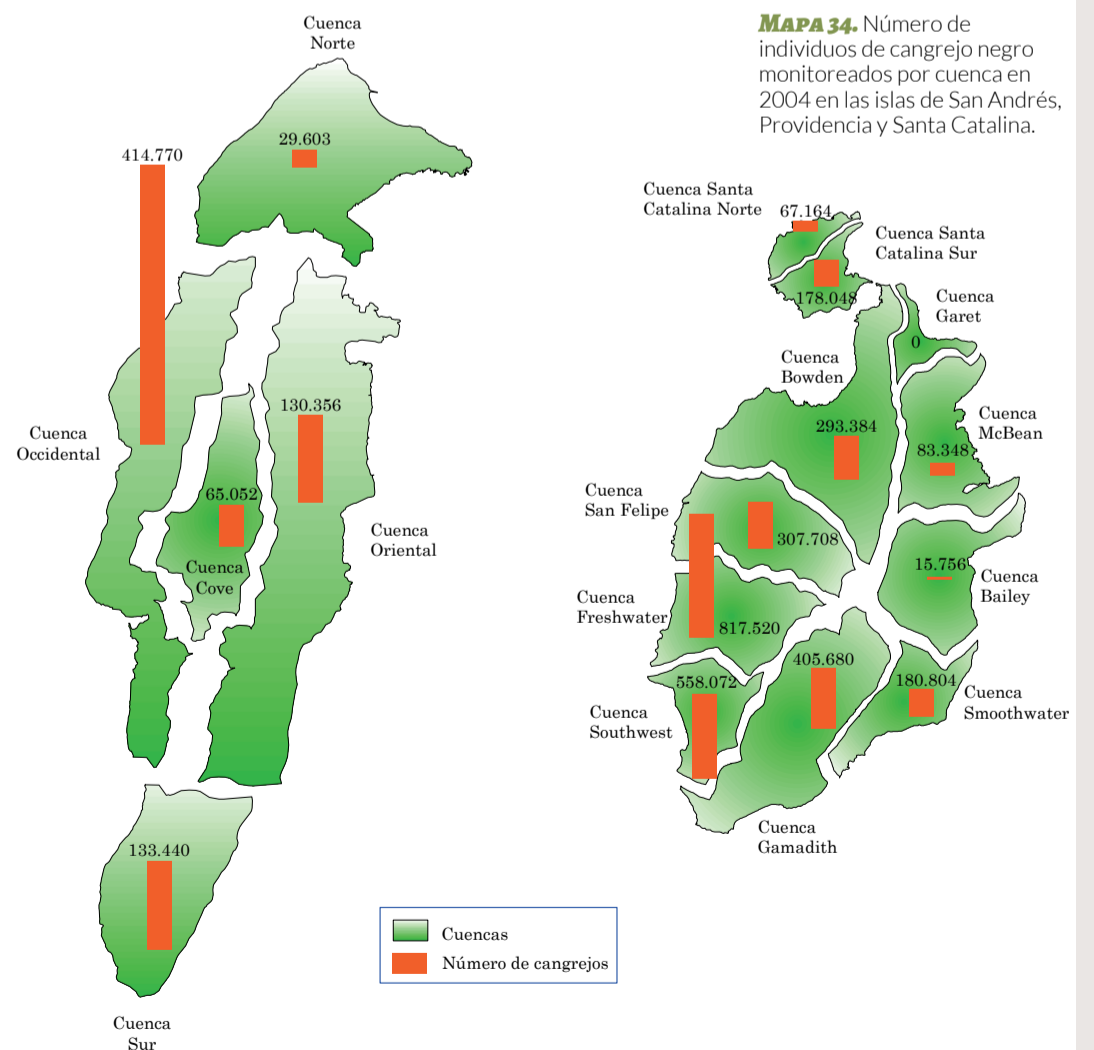 MAPA 34. Número de
individuos de cangrejo negro
monitoreados por cuenca en
2004 en las islas de San Andrés,
Providencia y Santa Catalina.
Cuenca
Norte
29.603
414.770
Cuenca
Occidental
130.356
65.052
Cuenca
Cove
Cuenca
Oriental
133.440
Cuenca
Sur
Cuenca Santa
Catalina Norte
67.164
Cuenca Santa
Catalina Sur
178.048
Cuenca
Garet
0
Cuenca
Bowden
293.384
Cuenca
McBean
83.348
Cuenca
San Felipe
307.708
15.756
Cuenca
Bailey
Cuenca
Freshwater
817.520
405.680
558.072
180.804
Cuenca
Southwest
Cuenca
Smoothwater
Cuenca
Gamadith
Cuencas
Número de cangrejos